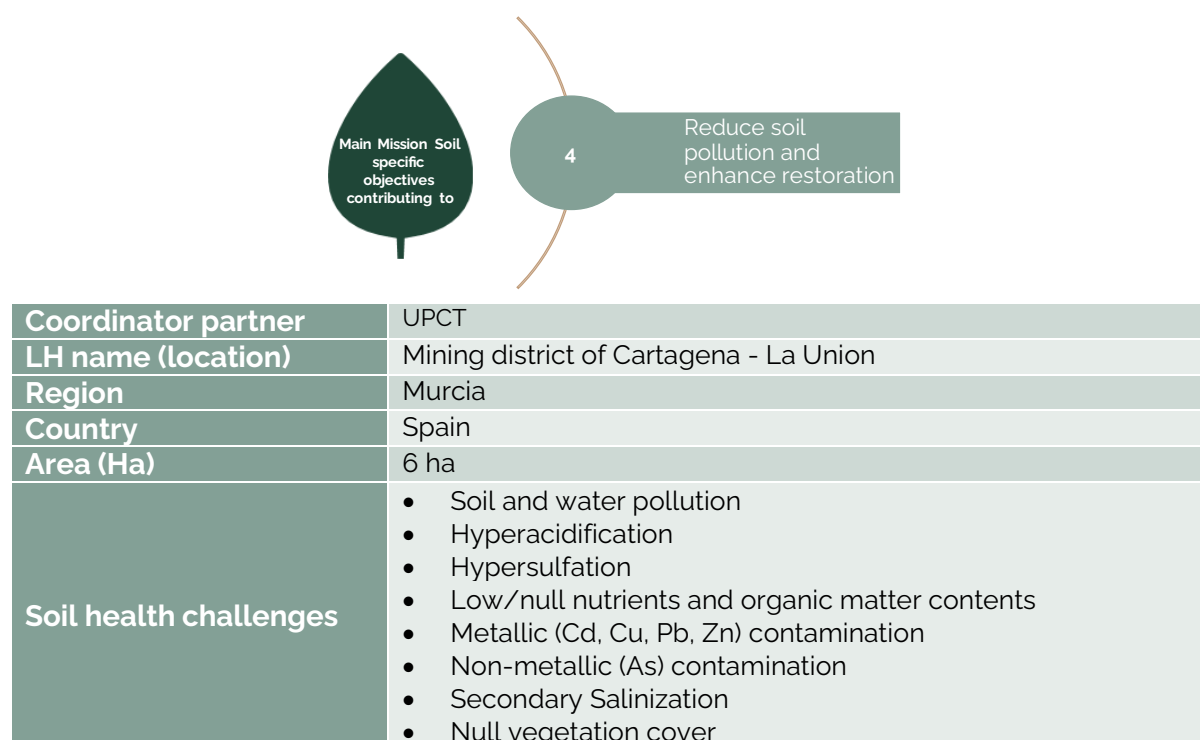 Main Mission Soil
specific
objectives
contributing to
4
Reduce soil
pollution and
enhance restoration
Coordinator partner
UPCT
LH name (location)
Mining district of Cartagena - La Union
Region
Murcia
Country
Spain
Area (Ha)
6 ha
Soil health challenges
• Soil and water pollution
• Hyperacidification
• Hypersulfation
• Low/null nutrients and organic matter contents
• Metallic (Cd, Cu, Pb, Zn) contamination
• Non-metallic (As) contamination
• Secondary Salinization
• Null vegetation cover